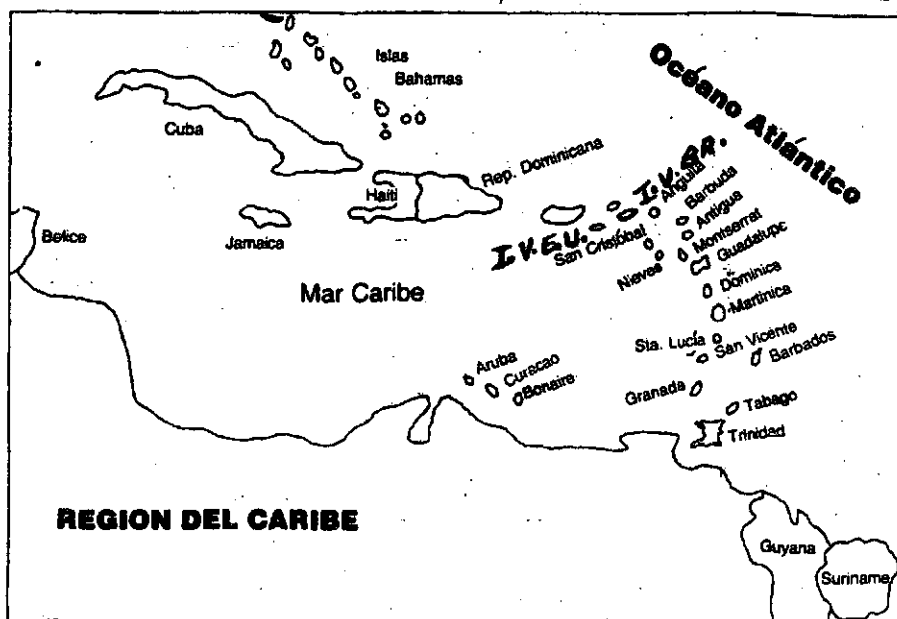 Islas
Bahamas
Océano Atlántico
Cuba
Rep. Dominicana
Haiti
I.V.GR.
Anguila
Barbuda
Antigua
Belice
Jamaica
I.V.E.U.
San Cristóbal
Montserrat
Nieves
Guadalupe
Mar Caribe
Dominica
Martinica
Sta. Lucía
San Vicente
Barbados
Aruba
Curacao
Bonaire
Granada
Tabago
Trinidad
REGION DEL CARIBE
Guyana
Suriname